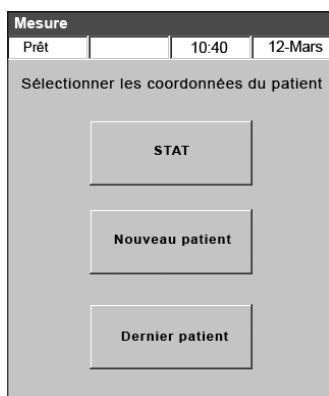 Mesure
Prêt 10:40 12-Mars
Sélectionner les coordonnées du patient
STAT
Nouveau patient
Dernier patient